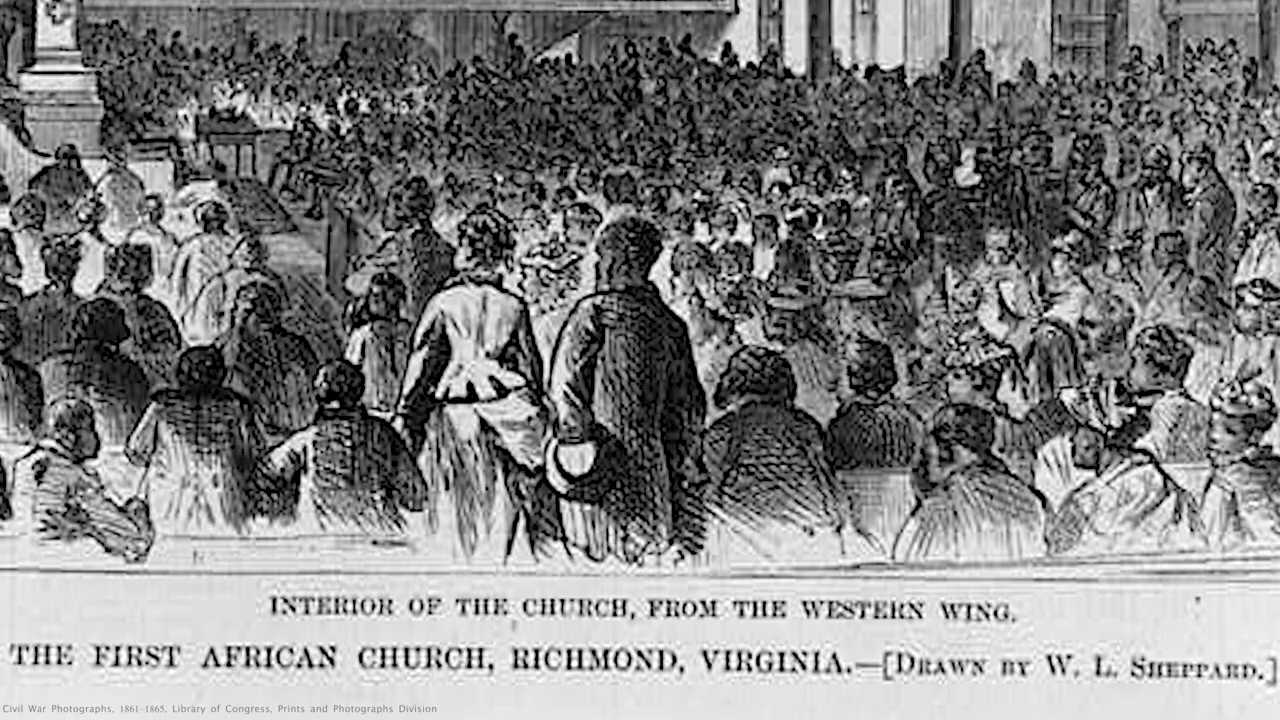 INTERIOR OF THE CHURCH, FROM THE WESTERN WING.
THE FIRST AFRICAN CHURCH, RICHMOND, VIRGINIA.—[DRAWN BY W. L. SHEPPARD.]
Civil War Photographs, 1861-1865, Library of Congress, Prints and Photographs Division